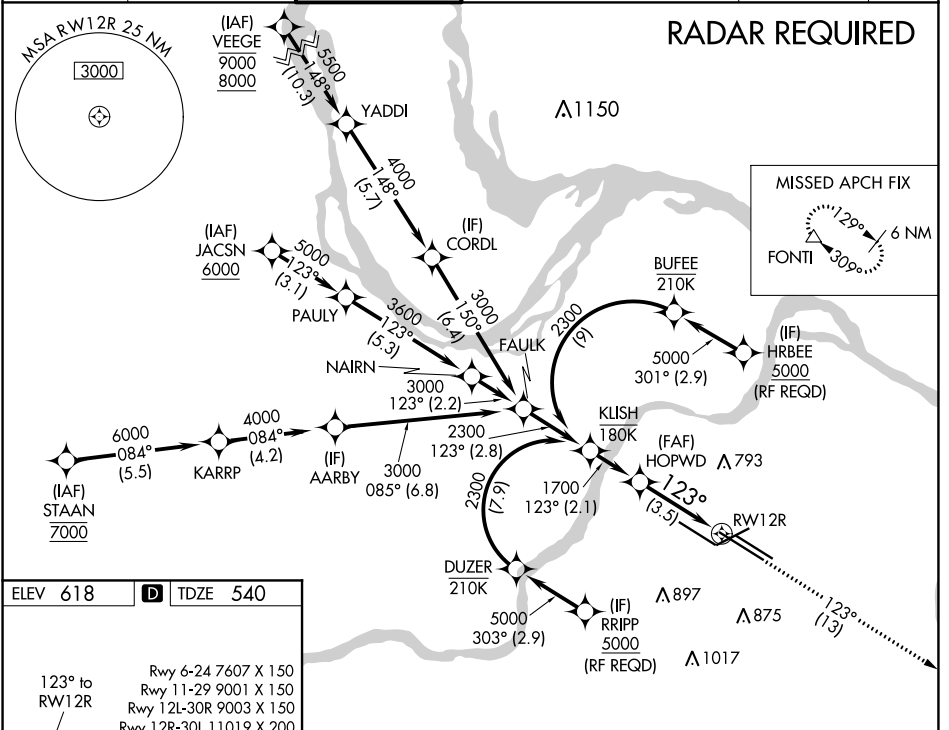 RADAR REQUIRED
MSA RW12R 25 NM
3000
(IAF)
VEEGE
9000
8000
5500
148°
(10.3)
YADDI
1150
4000
148°
(5.7)
MISSED APCH FIX
129°
6 NM
FONTI
309°
(IAF)
JACSN
6000
5000
123°
(3.1)
PAULY
(IF)
CORDL
3000
150°
(6.4)
BUFEE
210K
2300
(9)
3600
123°
(5.3)
FAULK
NAIRN
3000
123° (2.2)
5000
301° (2.9)
(IF)
HRBEE
5000
(RF REQD)
KLISH
180K
2300
123° (2.8)
6000
084°
(5.5)
4000
084°
(4.2)
KARRP
(IF)
AARBY
3000
085° (6.8)
(IAF)
STAAN
7000
(FAF)
HOPWD
793
1700
123° (2.1)
123°
(3.5)
RW12R
2300
(7.9)
DUZER
210K
5000
303° (2.9)
(IF)
RRIPP
5000
(RF REQD)
897
875
1017
123°
(13)
ELEV 618 D TDZE 540
123° to
RW12R
Rwy 6-24 7607 X 150
Rwy 11-29 9001 X 150
Rwy 12L-30R 9003 X 150
Rwy 12R-30L 11019 X 200